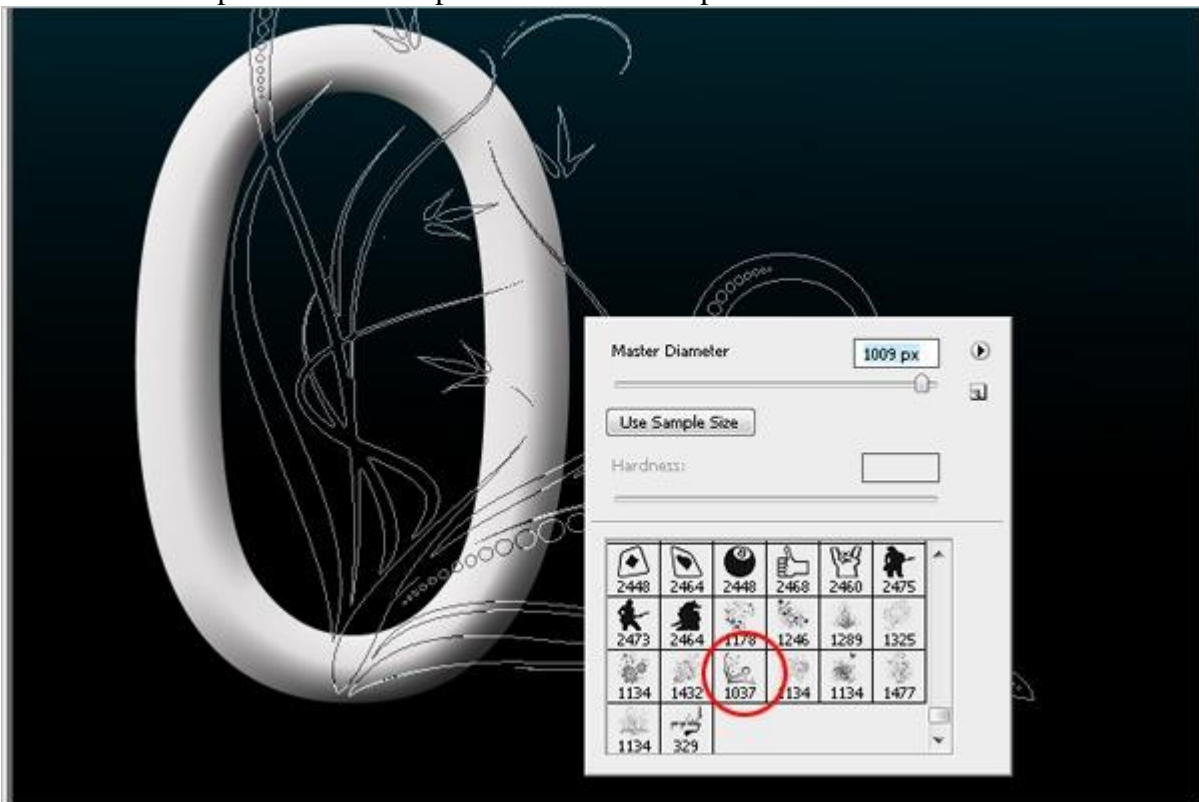 O
Master Diameter 1009 px
Use Sample Size
Hardness:
2448 2464 2448 2468 2460 2475
2473 2464 1178 1246 1289 1325
1134 1432 1037 2134 1134 1477
1134 329